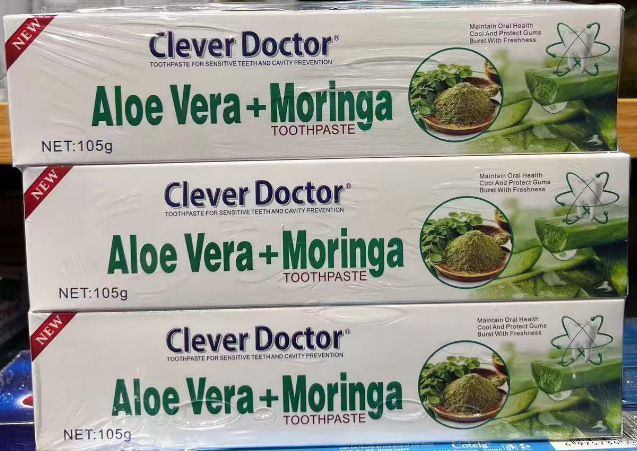 NEW
Clever Doctor®
TOOTHPASTE FOR SENSITIVE TEETH AND CAVITY PREVENTION
Maintain Oral Health
Cool And Protect Gums
Burst With Freshness
Aloe Vera+Moringa
TOOTHPASTE
NET:105g
NEW
Clever Doctor®
TOOTHPASTE FOR SENSITIVE TEETH AND CAVITY PREVENTION
Maintain Oral Health
Cool And Protect Gums
Burst With Freshness
Aloe Vera+Moringa
TOOTHPASTE
NET:105g
NEW
Clever Doctor®
TOOTHPASTE FOR SENSITIVE TEETH AND CAVITY PREVENTION
Maintain Oral Health
Cool And Protect Gums
Burst With Freshness
Aloe Vera+Moringa
TOOTHPASTE
NET:105g